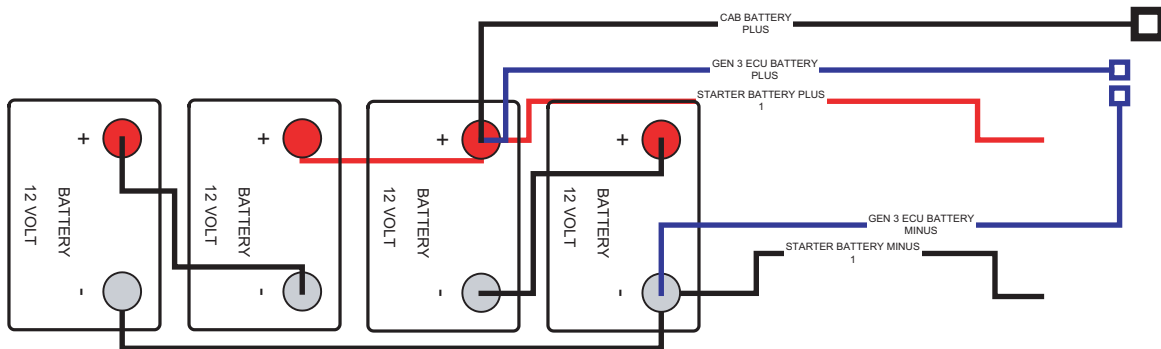 CAB BATTERY
PLUS
GEN 3 ECU BATTERY
PLUS
STARTER BATTERY PLUS
1
+
BATTERY
12 VOLT
-
+
BATTERY
12 VOLT
-
+
BATTERY
12 VOLT
-
+
BATTERY
12 VOLT
-
GEN 3 ECU BATTERY
MINUS
STARTER BATTERY MINUS
1